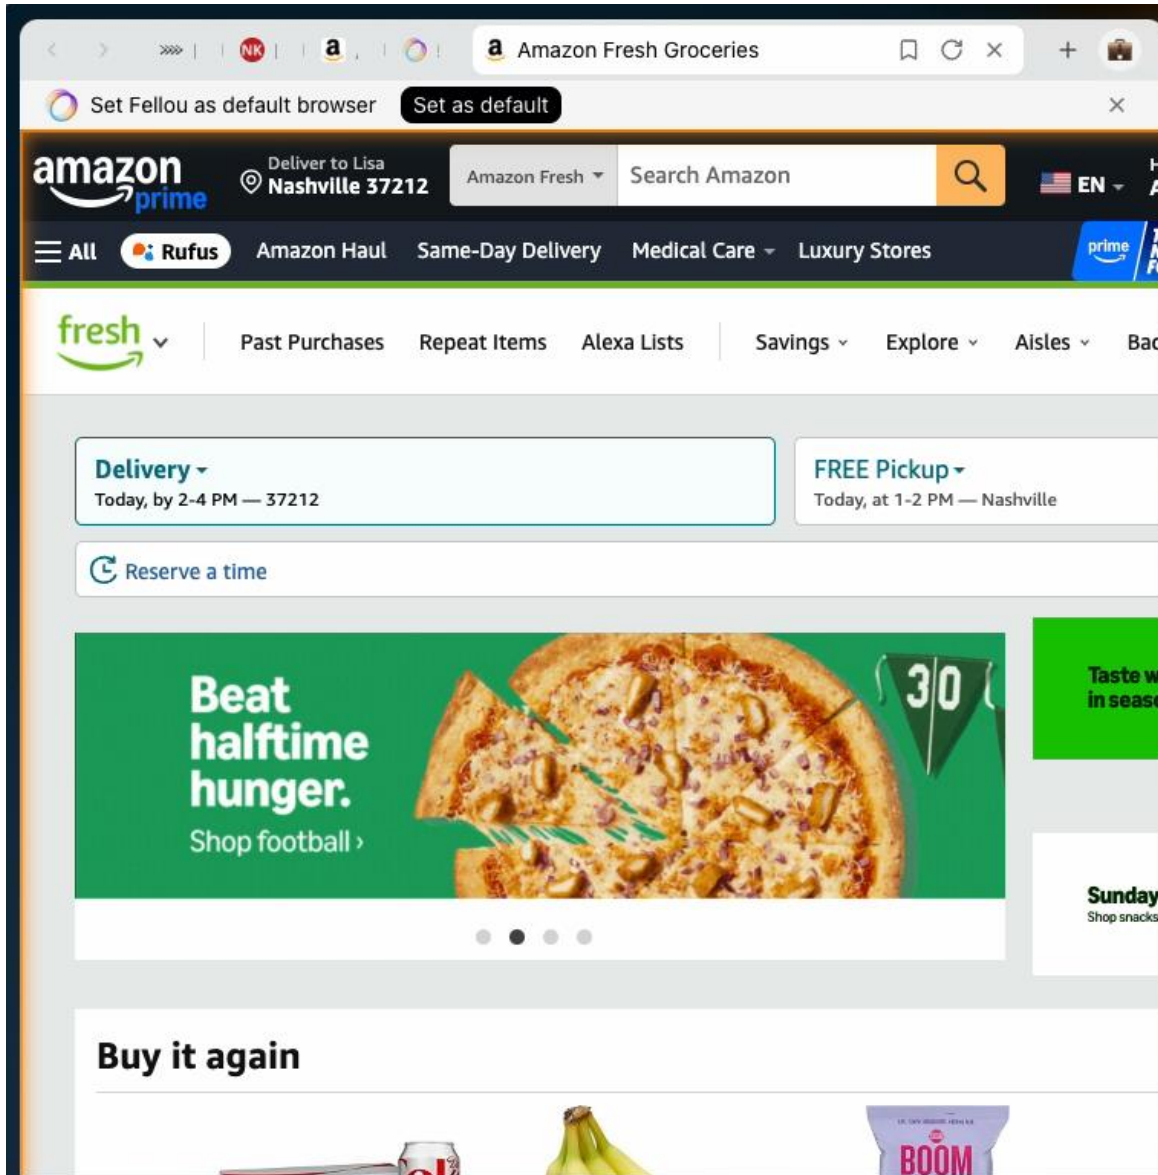 NK
a
a Amazon Fresh Groceries
Set Fellou as default browser
Set as default
amazon
prime
Deliver to Lisa
Nashville 37212
Amazon Fresh
Search Amazon
EN
All
Rufus
Amazon Haul
Same-Day Delivery
Medical Care
Luxury Stores
prime
fresh
Past Purchases
Repeat Items
Alexa Lists
Savings
Explore
Aisles
Delivery
Today, by 2-4 PM — 37212
FREE Pickup
Today, at 1-2 PM — Nashville
Reserve a time
Beat
halftime
hunger.
Shop football ›
30
Taste
in
Sunday
Shop snacks
Buy it again
BOOM